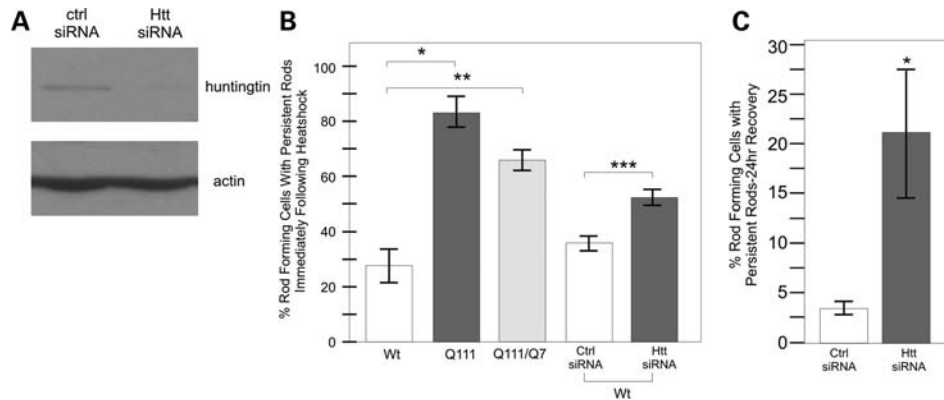 A
ctrl siRNA
Htt siRNA
huntingtin
actin
B
% Rod Forming Cells With Persistent Rods
Immediately Following Heatshock
100
80
60
40
20
0
*
**
***
Wt
Q111
Q111/Q7
Ctrl siRNA
Htt siRNA
Wt
C
% Rod Forming Cells with
Persistent Rods-24hr Recovery
30
25
20
15
10
5
0
*
Ctrl siRNA
Htt siRNA